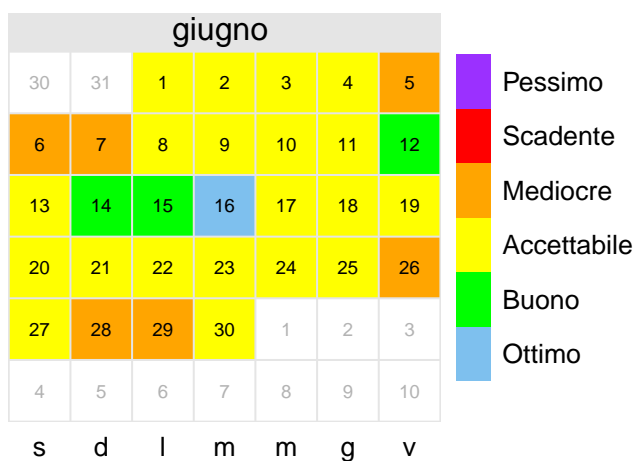 giugno
30 31 1 2 3 4 5
6 7 8 9 10 11 12
13 14 15 16 17 18 19
20 21 22 23 24 25 26
27 28 29 30 1 2 3
4 5 6 7 8 9 10
s d l m m g v
Pessimo
Scadente
Mediocre
Accettabile
Buono
Ottimo